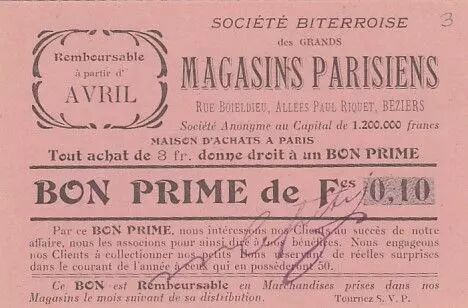 3
SOCIÉTÉ BITERROISE
des GRANDS
MAGASINS PARISIENS
RUE BOIELDIEU, ALLÉES PAUL RIQUET, BÉZIERS
Société Anonyme au Capital de 1.200.000 francs
MAISON D'ACHATS A PARIS
Remboursable
à partir d'
AVRIL
Tout achat de 3 fr. donne droit à un BON PRIME
BON PRIME de Fcs 0,10
Par ce BON PRIME, nous intéressons nos Clients au succès de notre
affaire, nous les associons pour ainsi dire à nos bénéfices. Nous engageons
nos Clients à collectionner nos petits Bons réservant de réelles surprises
dans le courant de l'année à ceux qui en possèderont 50.
Ce BON est Remboursable en Marchandises prises dans nos
Magasins le mois suivant de sa distribution. Tournez S. V. P.